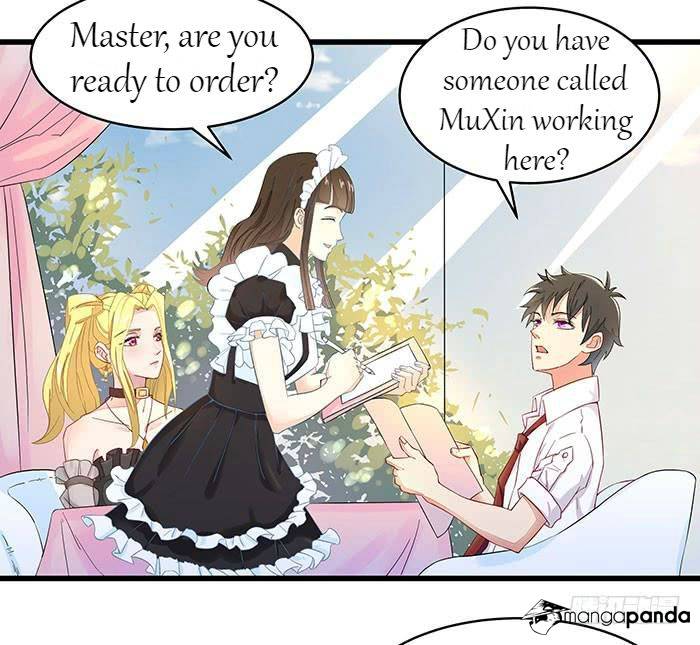 Master, are you
ready to order?
Do you have
someone called
MuXin working
here?
mangapanda